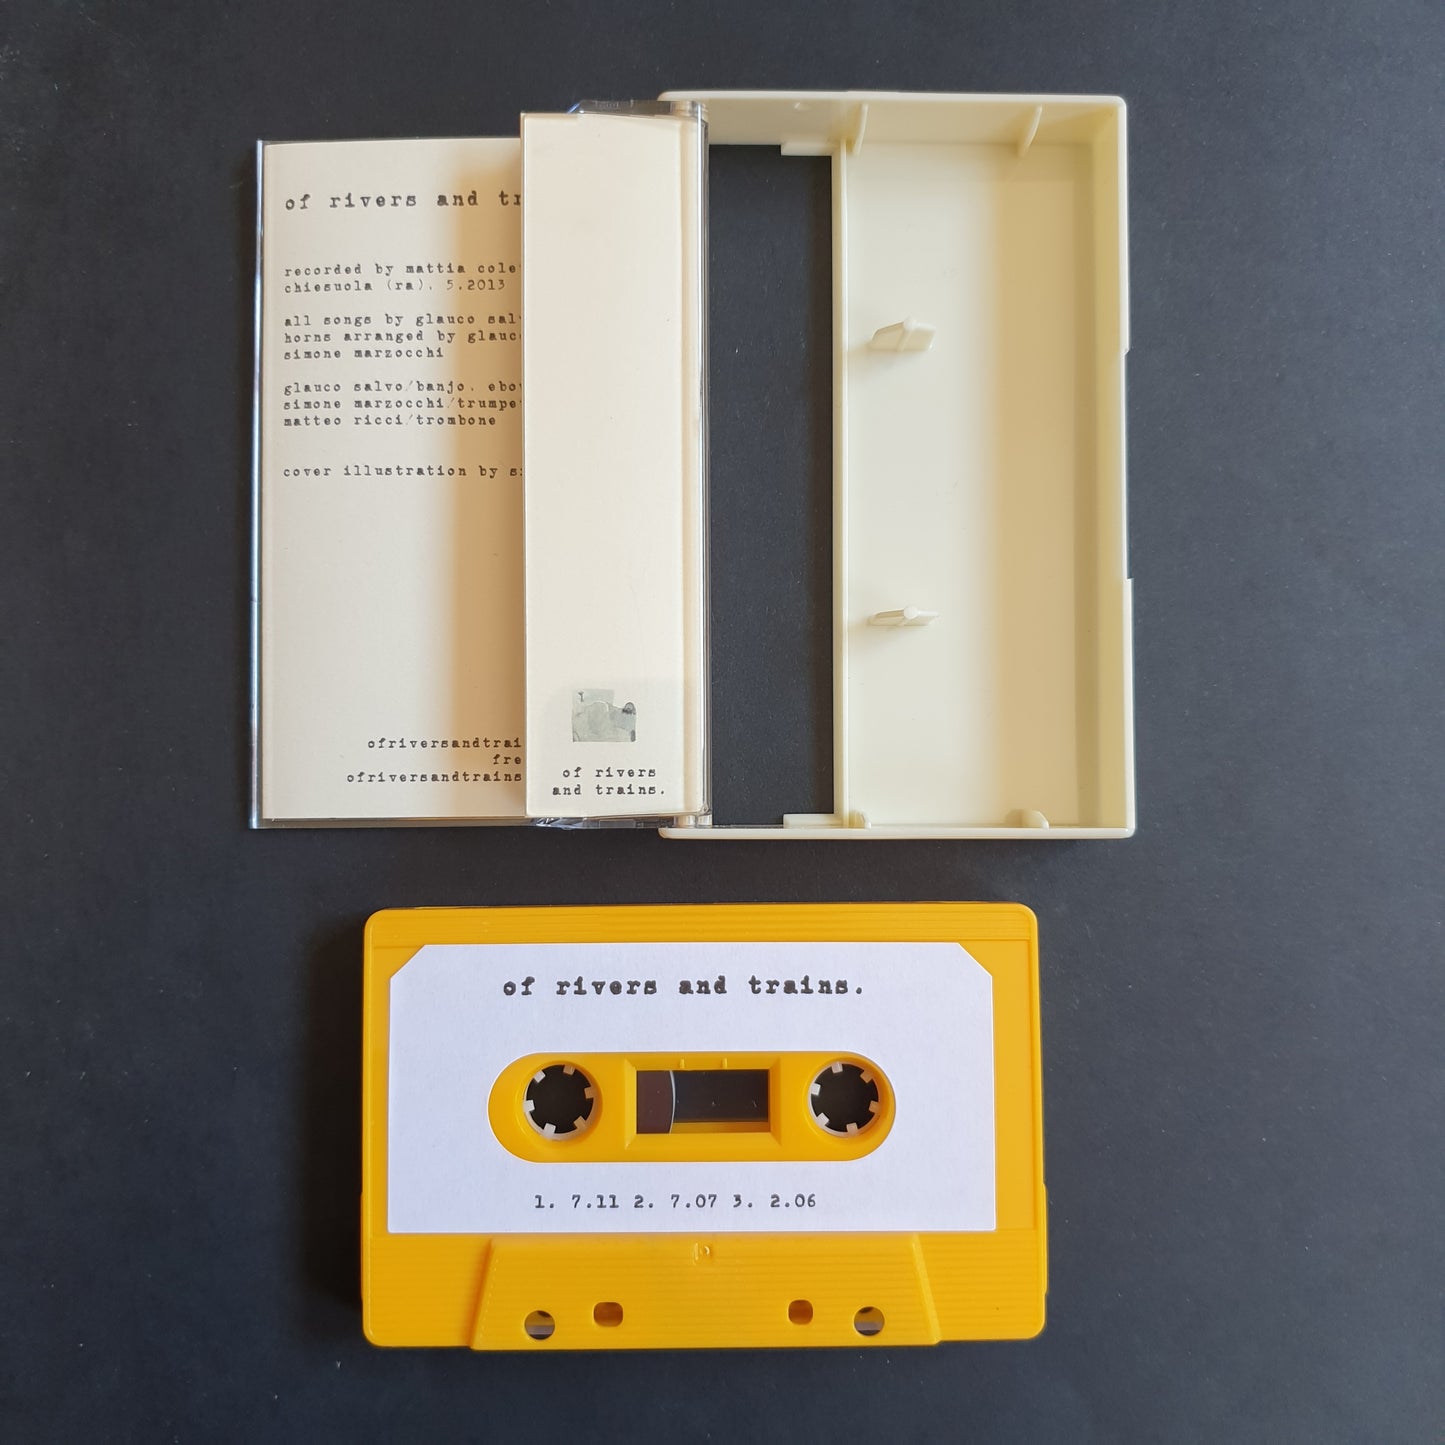 of rivers and tr
recorded by mattia cole
chiesuola (ra), 5.2013
all songs by glauco sal
horns arranged by glauc
simone marzocchi
glauco salvo/banjo, ebo
simone marzocchi/trumpe
matteo ricci/trombone
cover illustration by s
ofriversandtrai
fre
ofriversandtrains
of rivers
and trains.
of rivers and trains.
1. 7.11 2. 7.07 3. 2.06